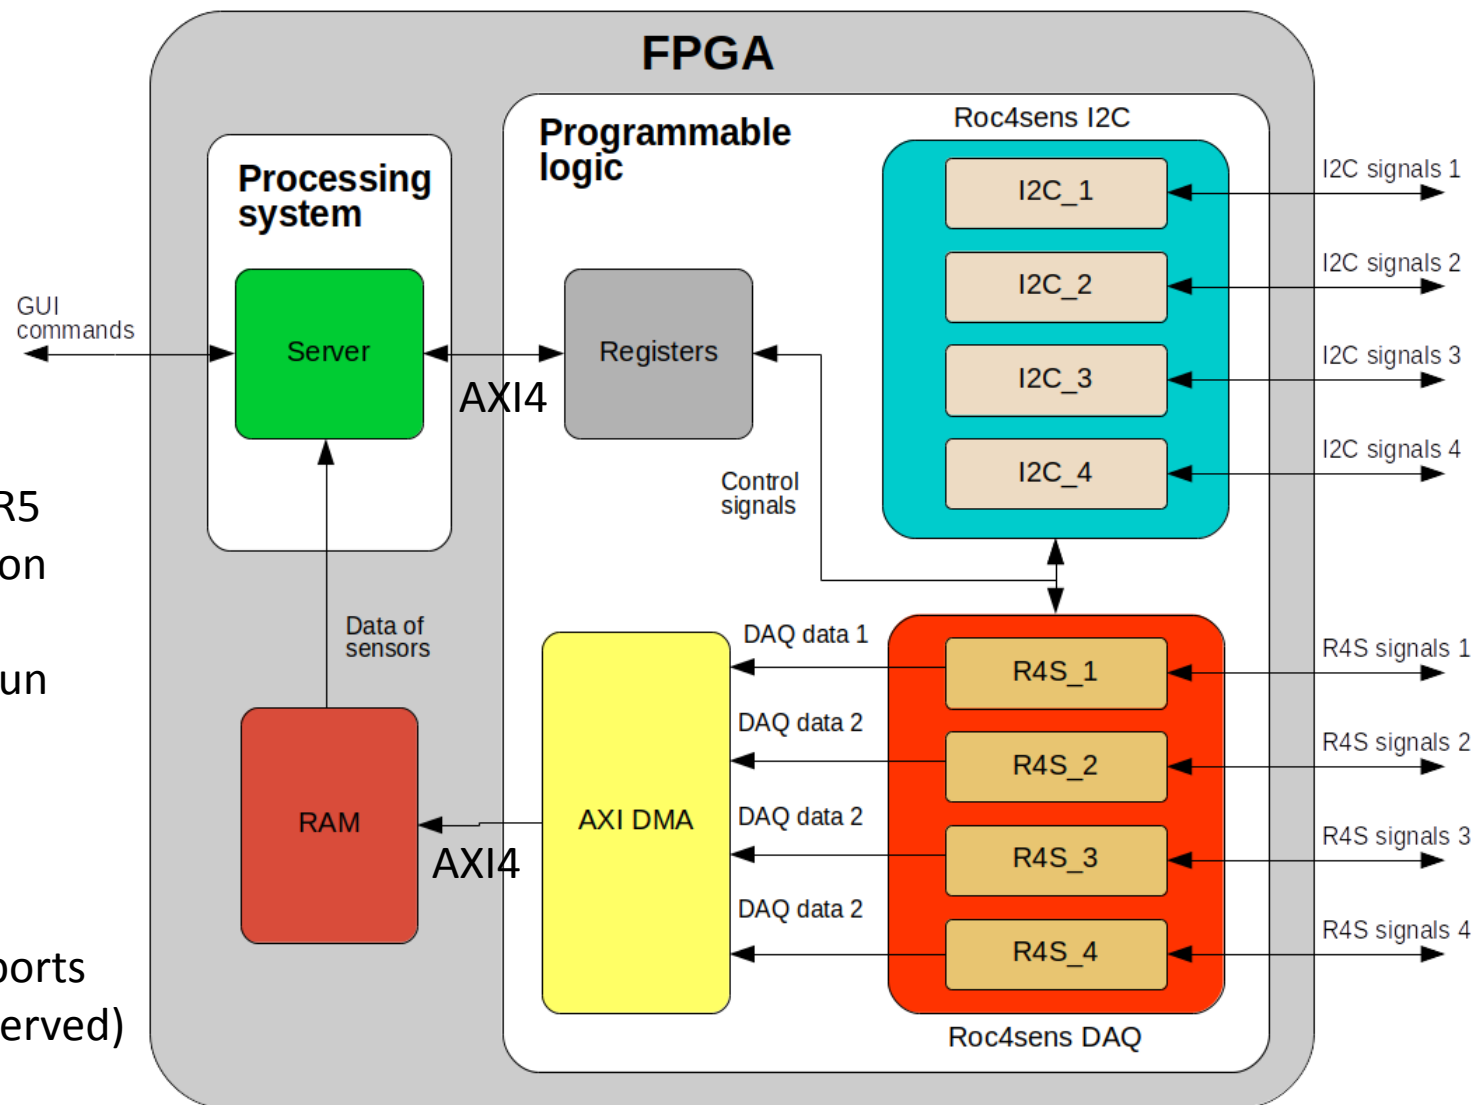 FPGA
Programmable
logic
Roc4sens I2C
Processing
system
I2C_1
I2C signals 1
I2C_2
I2C signals 2
GUI
commands
Server
AXI4
Registers
I2C_3
I2C signals 3
I2C_4
I2C signals 4
Control
signals
R5
on
Data of
sensors
un
DAQ data 1
R4S_1
R4S signals 1
DAQ data 2
R4S_2
R4S signals 2
RAM
AXI4
AXI DMA
DAQ data 2
R4S_3
R4S signals 3
DAQ data 2
R4S_4
R4S signals 4
ports
erved)
Roc4sens DAQ